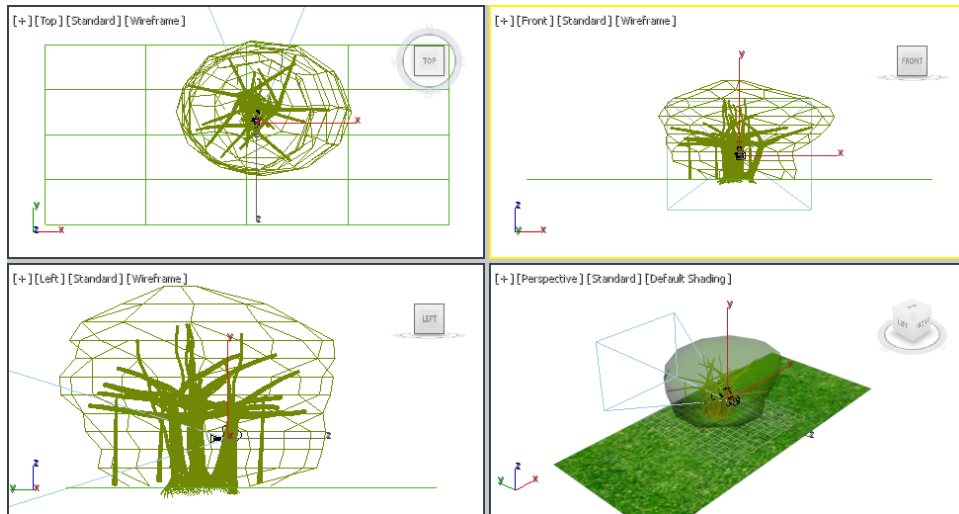 [+] [Top] [Standard] [Wireframe]
TOP
x
z
y
z
x
[+] [Front] [Standard] [Wireframe]
FRONT
y
x
z
y
x
[+] [Left] [Standard] [Wireframe]
LEFT
y
x
z
z
y
x
[+] [Perspective] [Standard] [Default Shading]
y
x
z
z
y
x